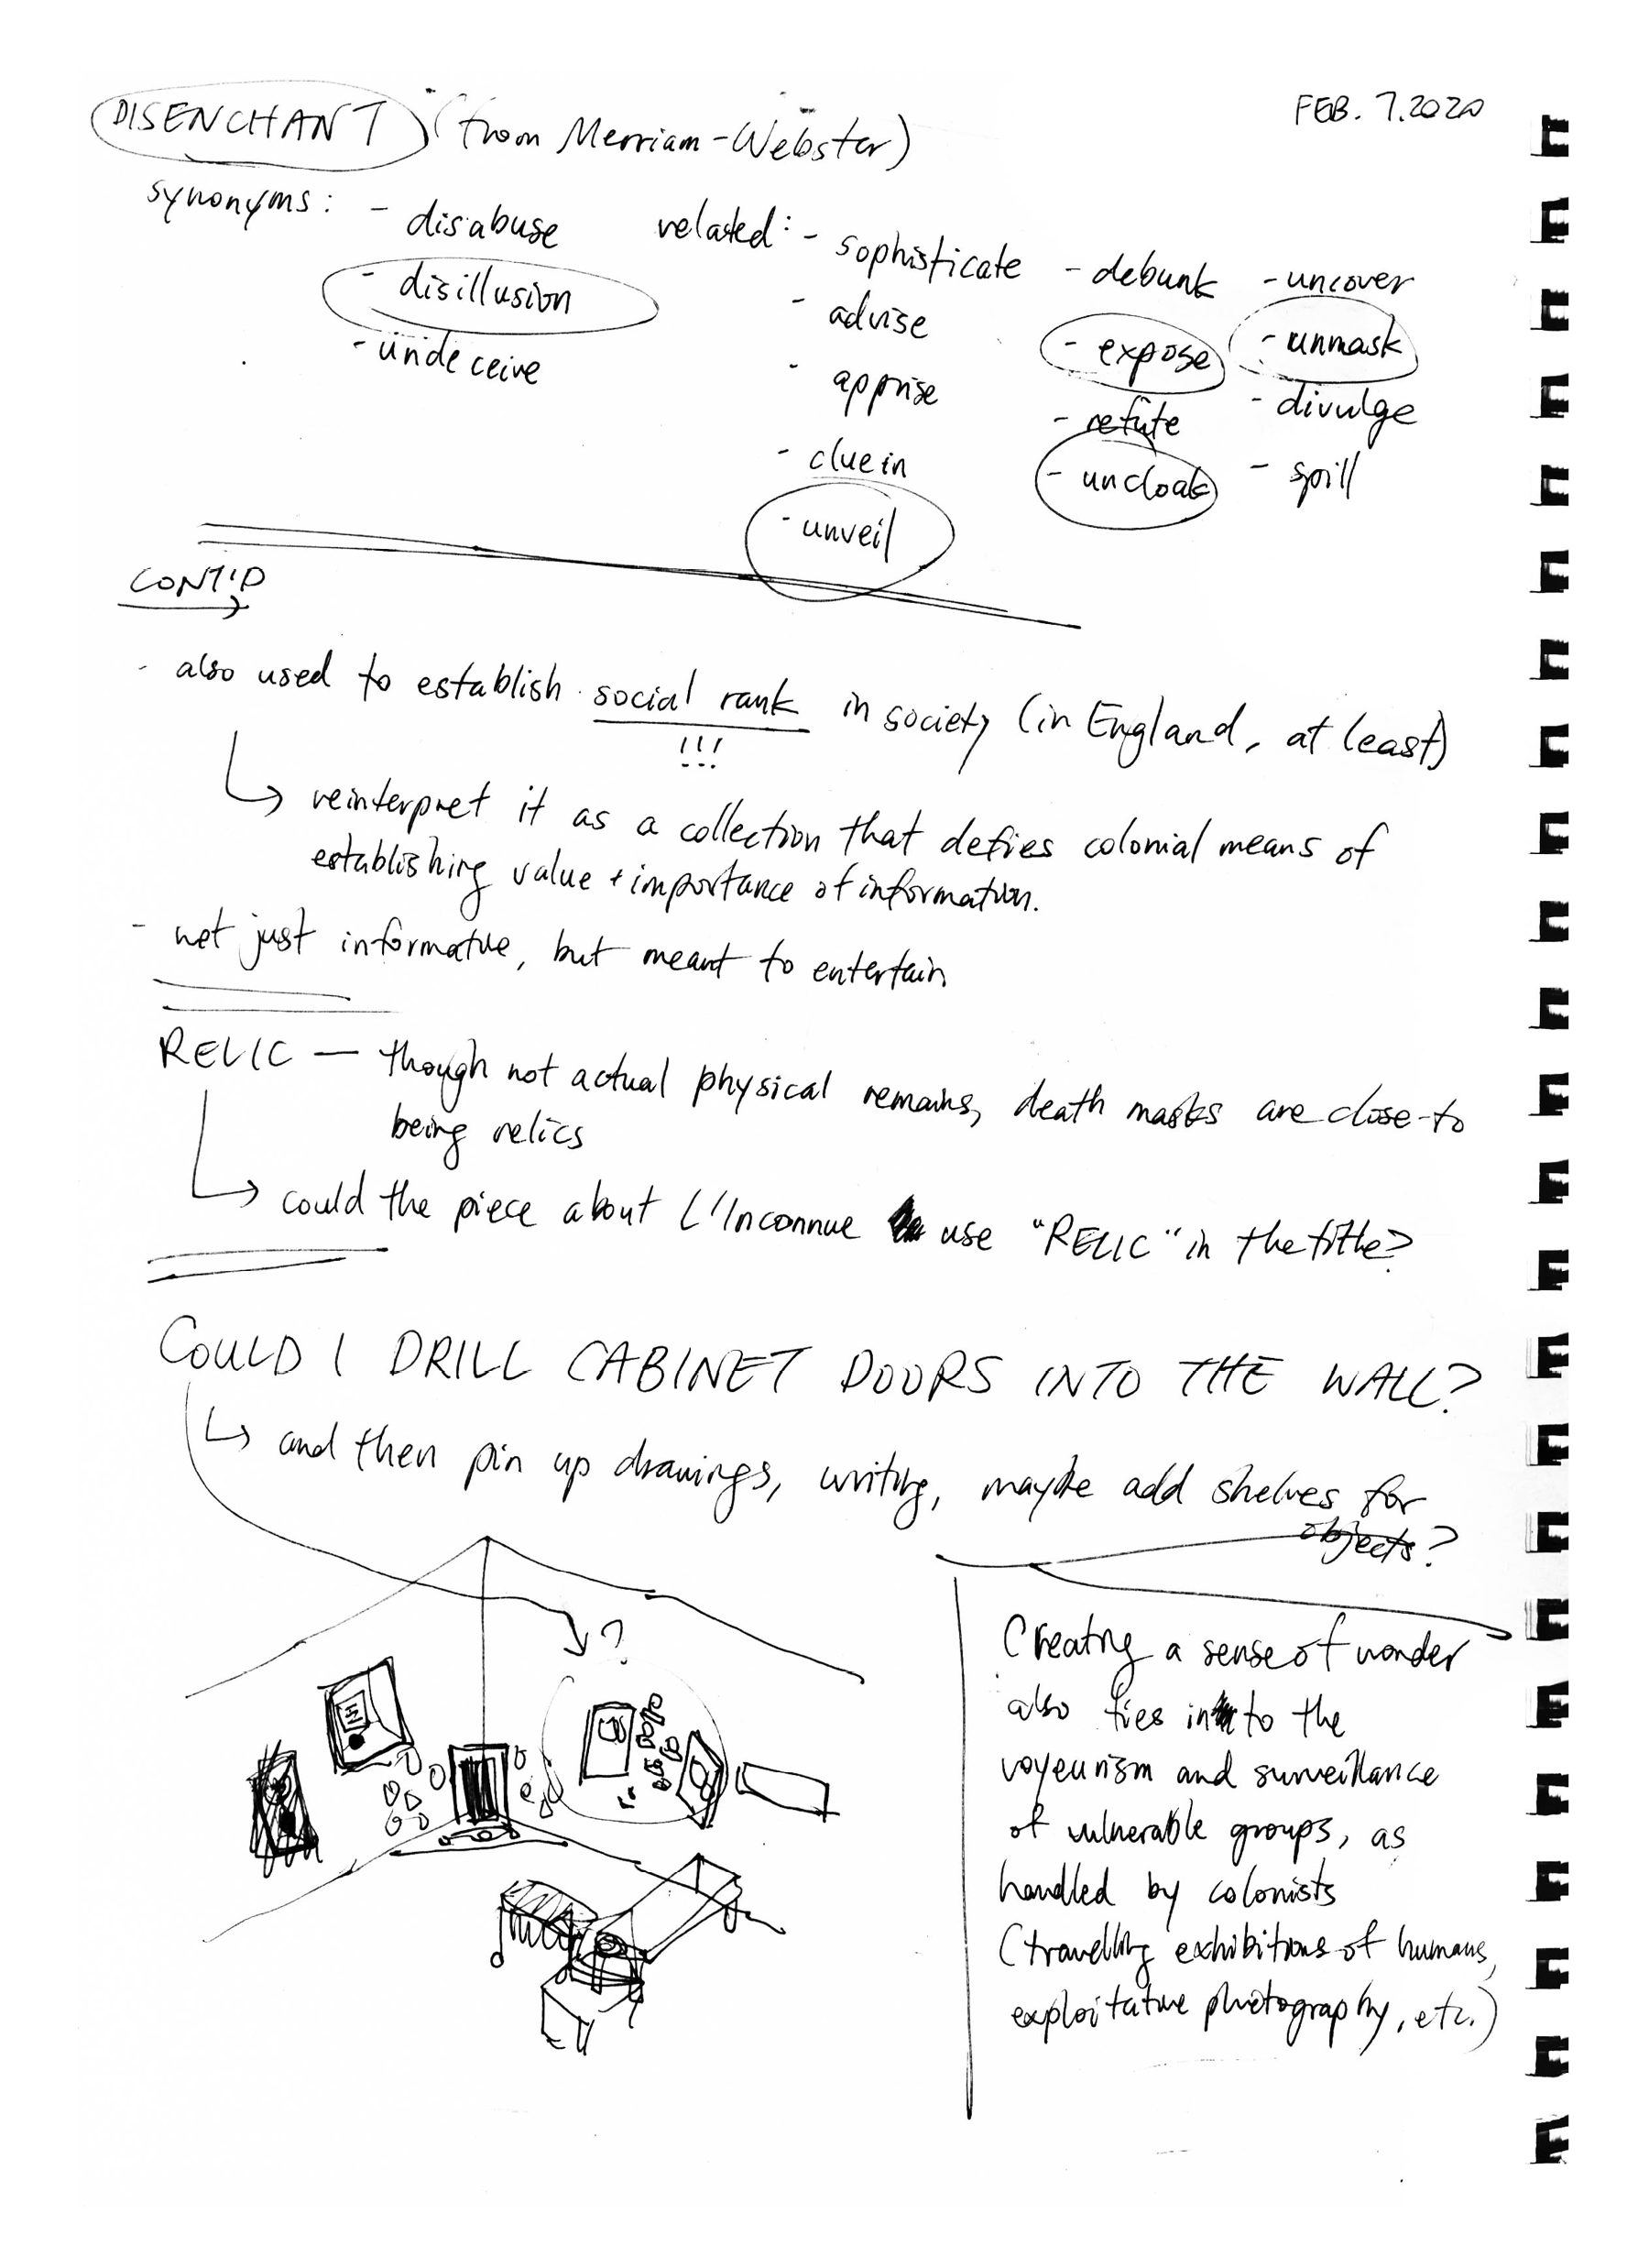 FEB. 7.2020
DISENCHANT (from Merriam-Webster)
synonyms: - disabuse
- disillusion
- undeceive
related: - sophisticate
- advise
- apprise
- clue in
- unveil
- debunk
- expose
- refute
- uncloak
- uncover
- unmask
- divulge
- spill
CONT'D
- also used to establish social rank in society (in England, at least)
!!!
reinterpret it as a collection that defies colonial means of
establishing value + importance of information.
- not just informative, but meant to entertain
RELIC — though not actual physical remains, death masks are close to
being relics
could the piece about L'Inconnue use "RELIC" in the title?
COULD I DRILL CABINET DOORS INTO THE WALL?
and then pin up drawings, writing, maybe add shelves for
objects?
?
Creating a sense of wonder
also ties in to the
voyeurism and surveillance
of vulnerable groups, as
handled by colonists
(travelling exhibitions of humans,
exploitative photography, etc.)